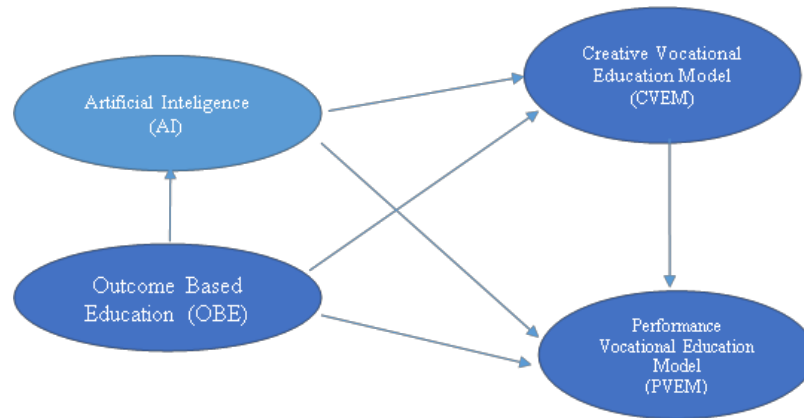 Creative Vocational
Education Model
(CVEM)
Artificial Inteligence
(AI)
Outcome Based
Education (OBE)
Performance
Vocational Education
Model
(PVEM)